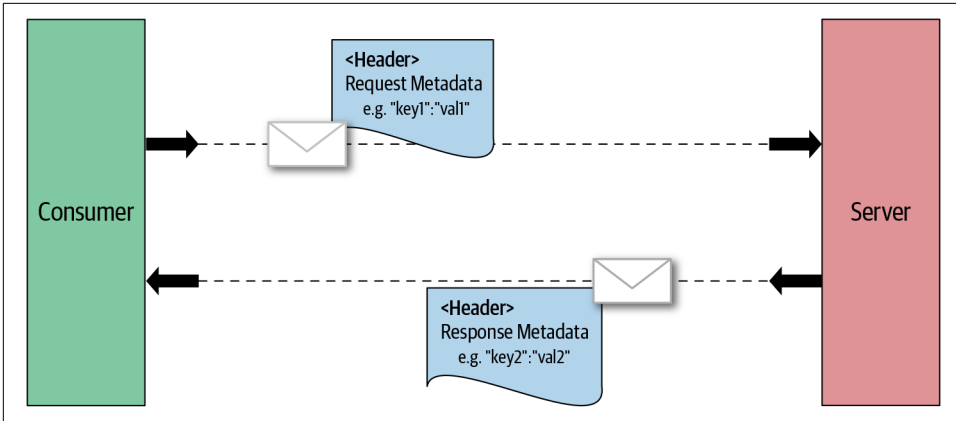 <Header>
Request Metadata
e.g. "key1":"val1"
Consumer
Server
<Header>
Response Metadata
e.g. "key2":"val2"